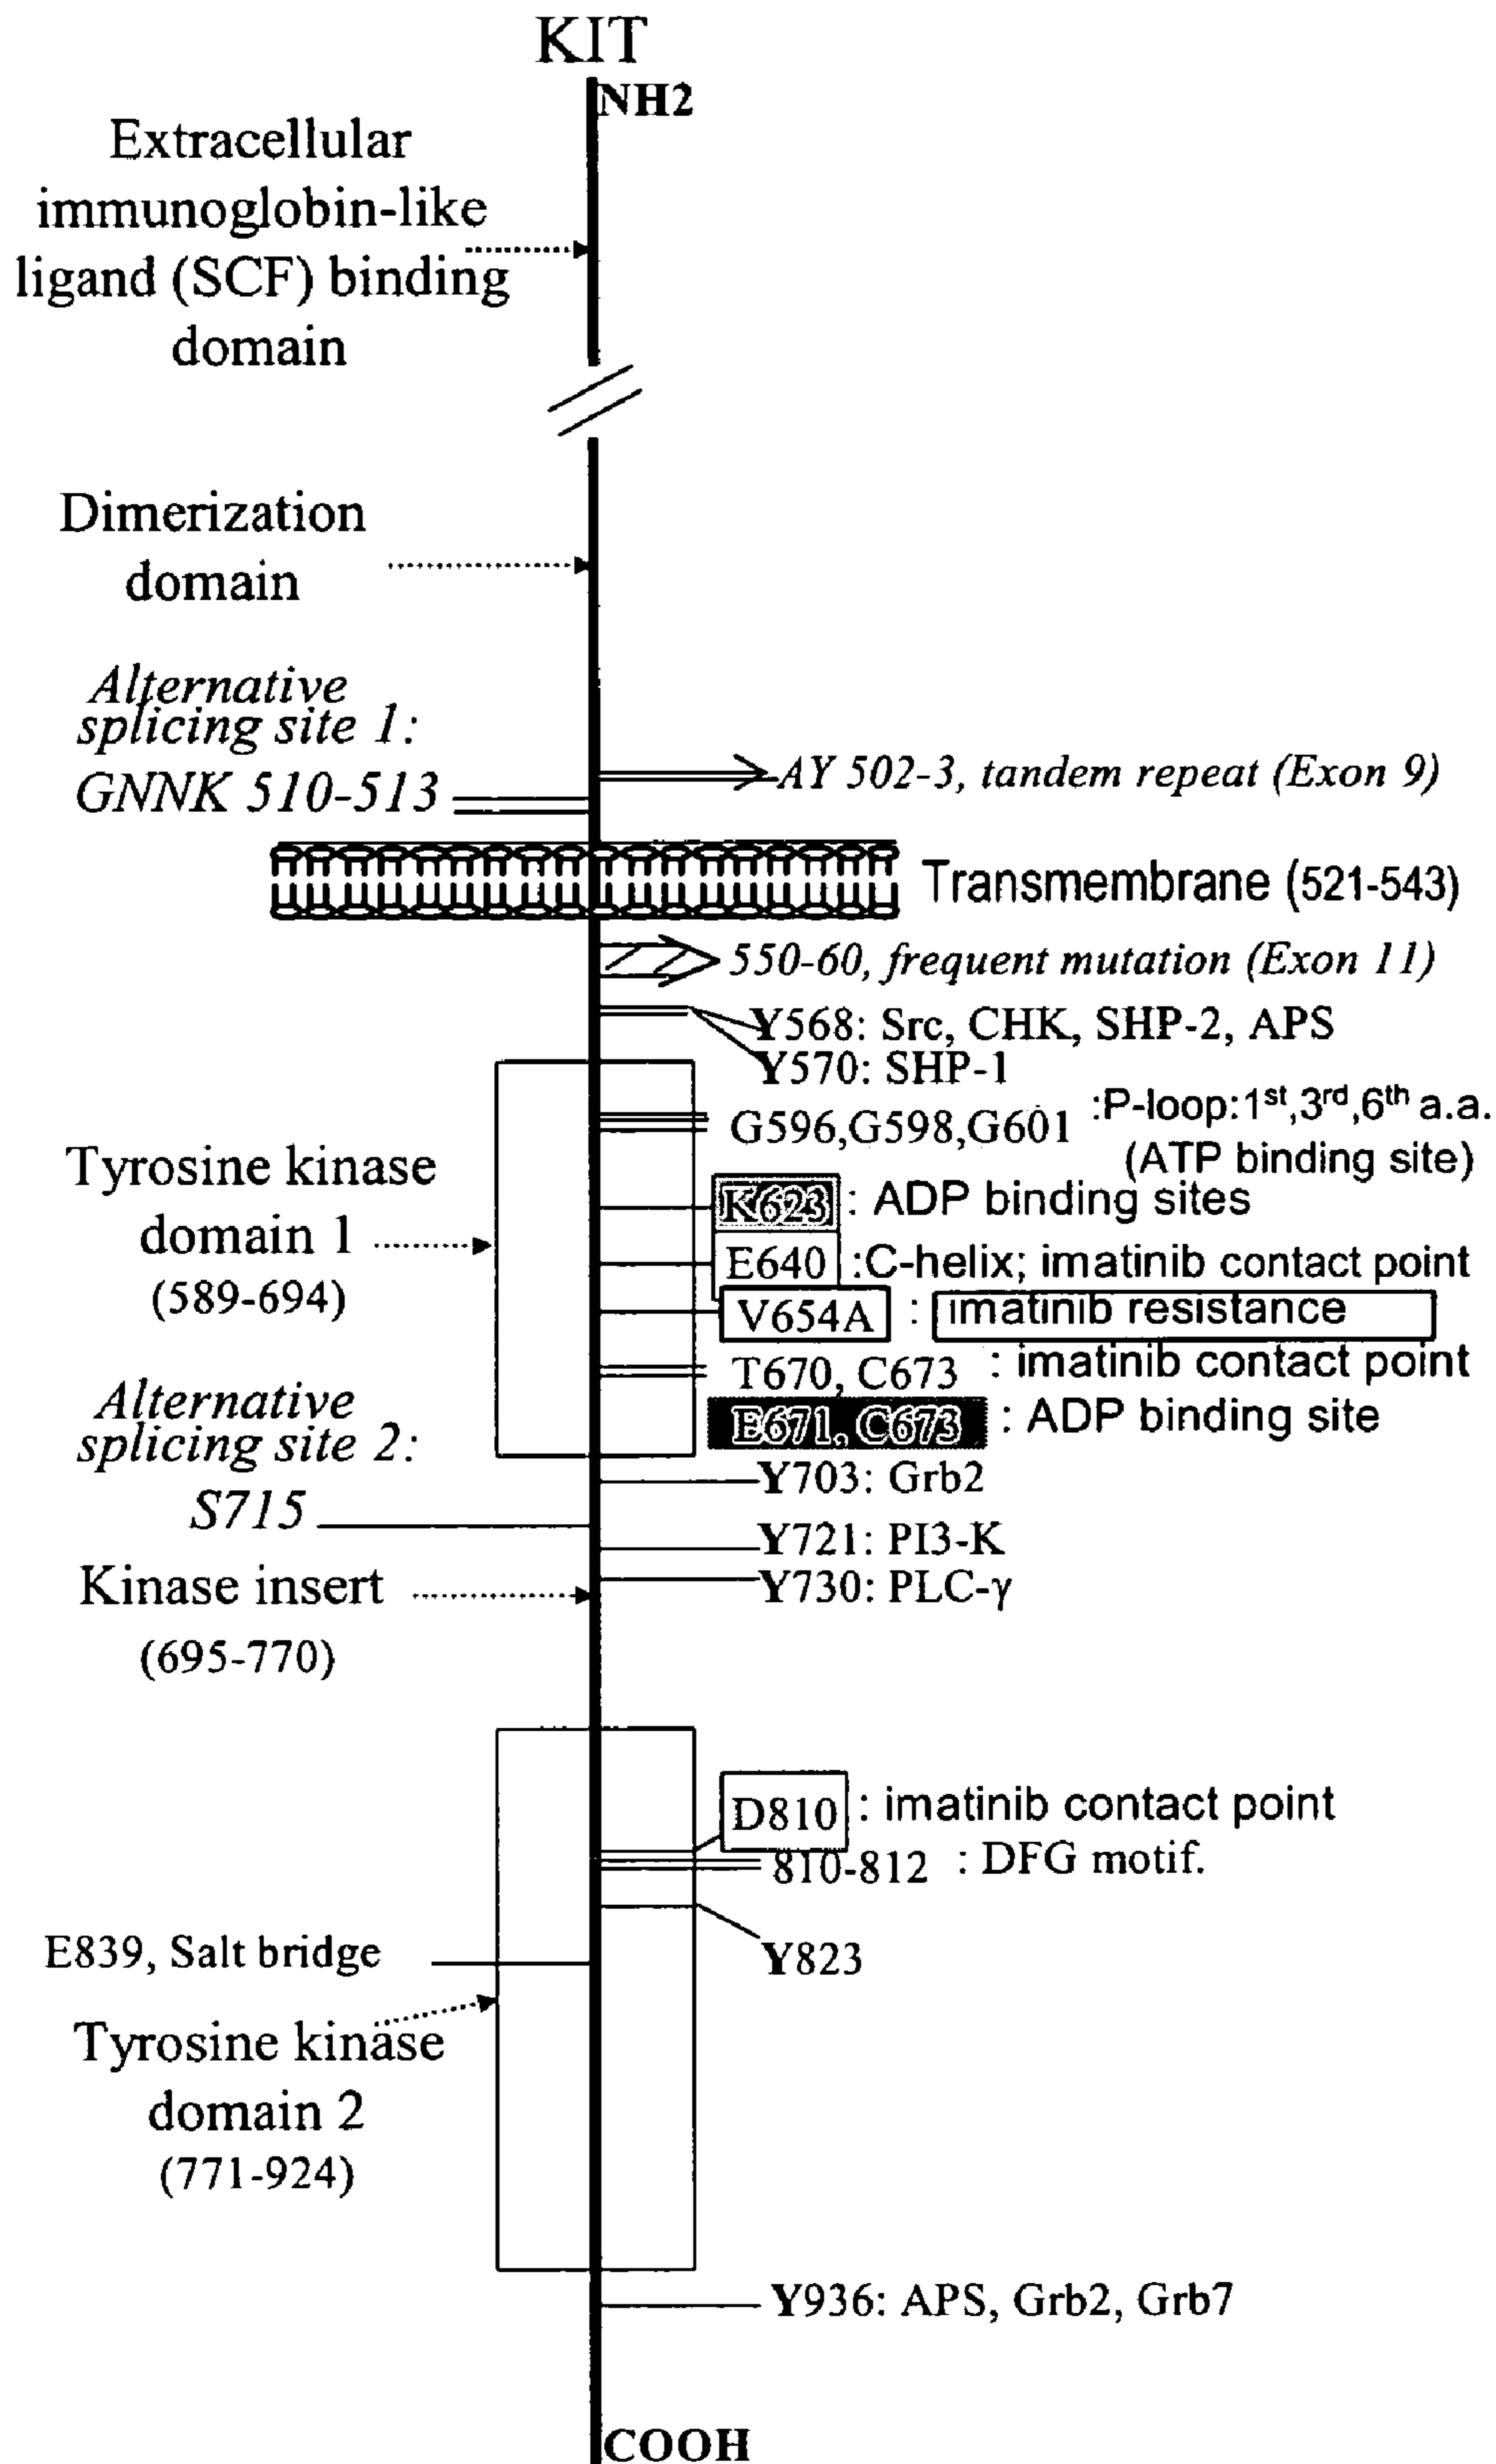 KIT
NH2
Extracellular
immunoglobin-like
ligand (SCF) binding
domain
Dimerization
domain
Alternative
splicing site 1:
GNNK 510-513
AY 502-3, tandem repeat (Exon 9)
Transmembrane (521-543)
550-60, frequent mutation (Exon 11)
Y568: Src, CHK, SHP-2, APS
Y570: SHP-1
G596,G598,G601 :P-loop:1st,3rd,6th a.a.
(ATP binding site)
Tyrosine kinase
domain 1
(589-694)
K623 : ADP binding sites
E640 :C-helix; imatinib contact point
V654A : imatinib resistance
T670, C673 : imatinib contact point
E671, C673 : ADP binding site
Alternative
splicing site 2:
S715
Y703: Grb2
Y721: PI3-K
Y730: PLC-γ
Kinase insert
(695-770)
D810 : imatinib contact point
810-812 : DFG motif.
Y823
E839, Salt bridge
Tyrosine kinase
domain 2
(771-924)
Y936: APS, Grb2, Grb7
COOH